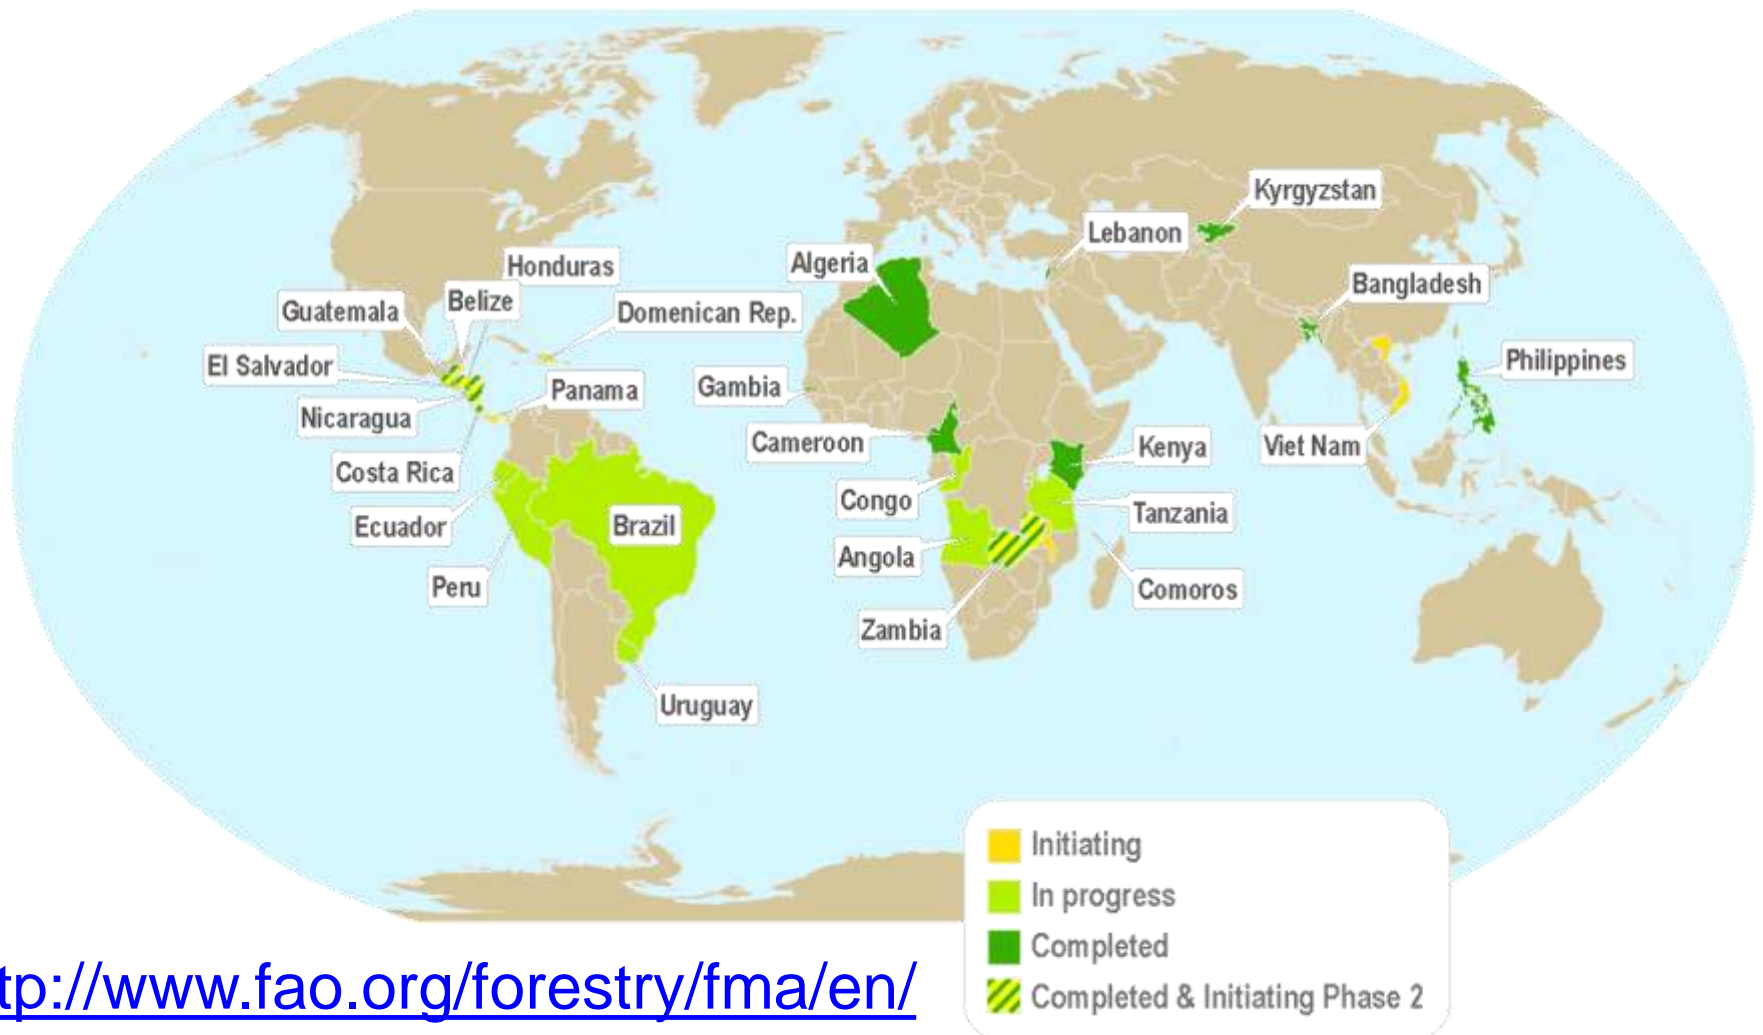 Kyrgyzstan
Lebanon
Honduras
Algeria
Belize
Bangladesh
Guatemala
Domenican Rep.
El Salvador
Philippines
Panama
Gambia
Nicaragua
Cameroon
Kenya
Viet Nam
Costa Rica
Congo
Tanzania
Ecuador
Brazil
Angola
Peru
Comoros
Zambia
Uruguay
Initiating
In progress
Completed
Completed & Initiating Phase 2
tp://www.fao.org/forestry/fma/en/